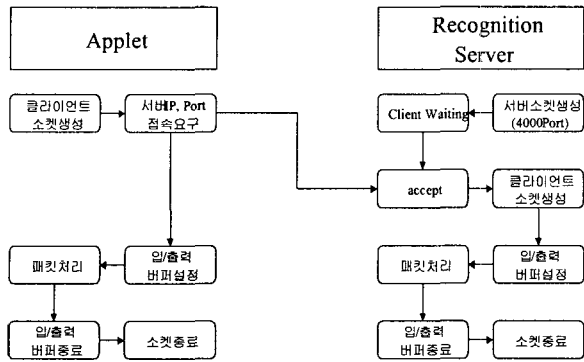 Applet
Recognition
Server
클라이언트
소켓생성
서버IP, Port
접속요구
Client Waiting
서버소켓생성
(4000Port)
accept
클라이언트
소켓생성
패킷처리
입/출력
버퍼설정
패킷처리
입/출력
버퍼설정
입/출력
버퍼종료
소켓종료
입/출력
버퍼종료
소켓종료